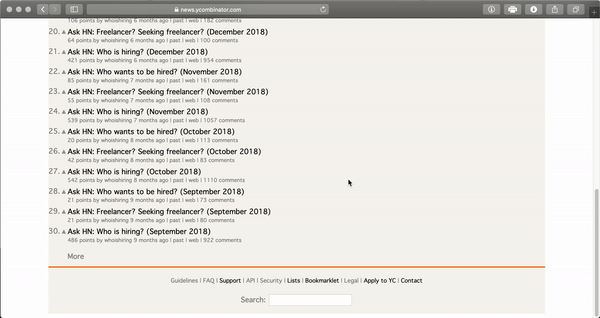 news.ycombinator.com
106 points by whoishiring 6 months ago | past | web | 182 comments
20. Ask HN: Freelancer? Seeking freelancer? (December 2018)
64 points by whoishiring 6 months ago | past | web | 100 comments
21. Ask HN: Who is hiring? (December 2018)
421 points by whoishiring 6 months ago | past | web | 954 comments
22. Ask HN: Who wants to be hired? (November 2018)
85 points by whoishiring 7 months ago | past | web | 161 comments
23. Ask HN: Freelancer? Seeking freelancer? (November 2018)
55 points by whoishiring 7 months ago | past | web | 108 comments
24. Ask HN: Who is hiring? (November 2018)
539 points by whoishiring 7 months ago | past | web | 1057 comments
25. Ask HN: Who wants to be hired? (October 2018)
20 points by whoishiring 8 months ago | past | web | 113 comments
26. Ask HN: Freelancer? Seeking freelancer? (October 2018)
42 points by whoishiring 8 months ago | past | web | 83 comments
27. Ask HN: Who is hiring? (October 2018)
542 points by whoishiring 8 months ago | past | web | 1110 comments
28. Ask HN: Who wants to be hired? (September 2018)
21 points by whoishiring 9 months ago | past | web | 73 comments
29. Ask HN: Freelancer? Seeking freelancer? (September 2018)
21 points by whoishiring 9 months ago | past | web | 80 comments
30. Ask HN: Who is hiring? (September 2018)
486 points by whoishiring 9 months ago | past | web | 922 comments
More
Guidelines | FAQ | Support | API | Security | Lists | Bookmarklet | Legal | Apply to YC | Contact
Search: